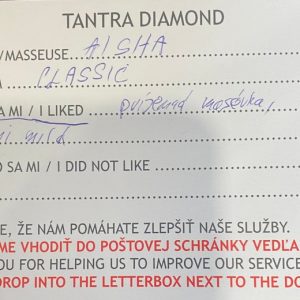 TANTRA DIAMOND
/MASSEUSE AISHA
CLASSIC
A MI / I LIKED príjemná masérka,
milá
O SA MI / I DID NOT LIKE
E, ŽE NÁM POMÁHATE ZLEPŠIŤ NAŠE SLUŽBY.
ME VHODIŤ DO POŠTOVEJ SCHRÁNKY VEDĽA
OU FOR HELPING US TO IMPROVE OUR SERVICE
DROP INTO THE LETTERBOX NEXT TO THE DO